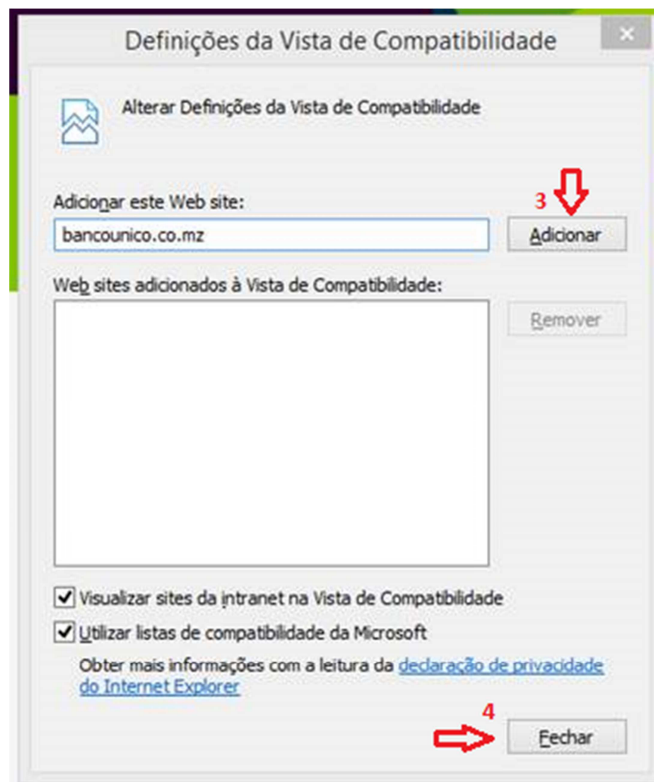 Definições da Vista de Compatibilidade
Alterar Definições da Vista de Compatibilidade
3
Adicionar este Web site:
bancounico.co.mz
Adicionar
Web sites adicionados à Vista de Compatibilidade:
Remover
Visualizar sites da intranet na Vista de Compatibilidade
Utilizar listas de compatibilidade da Microsoft
Obter mais informações com a leitura da declaração de privacidade
do Internet Explorer
4
Fechar